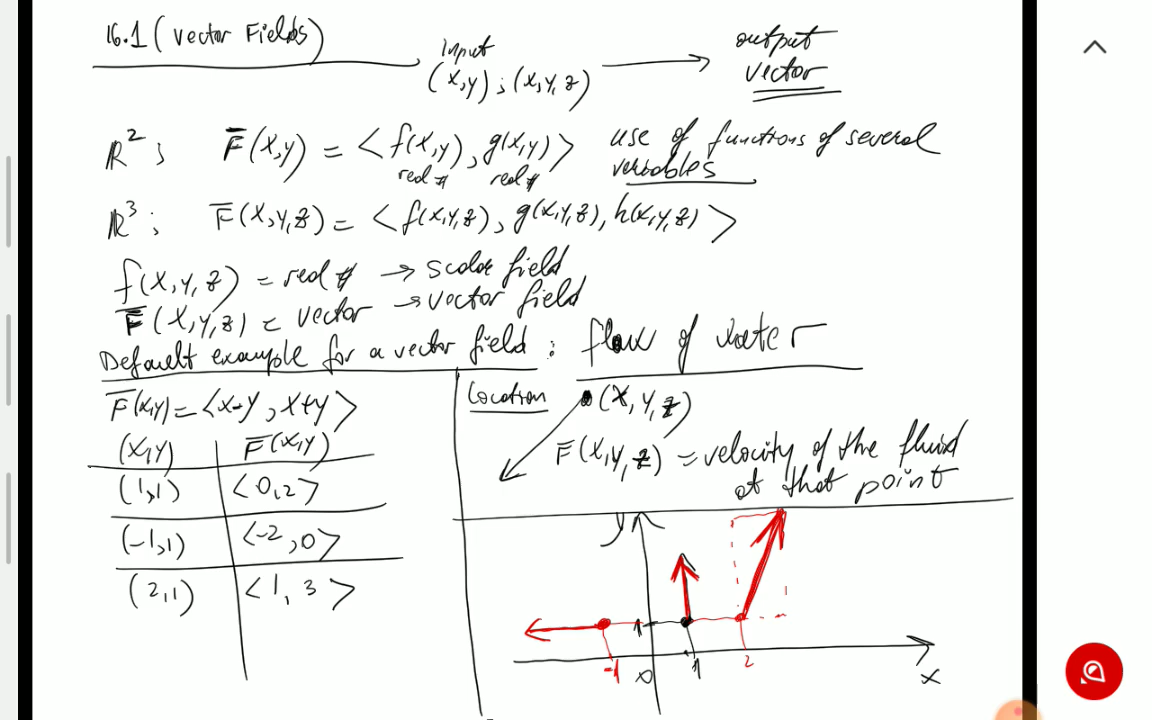 16.1 (Vector Fields)
input
(x,y) ; (x,y,z)
output
vector
R² ; F̅(x,y) = <f(x,y), g(x,y)> use of functions of several
real # real # variables
R³ ; F̅(x,y,z) = <f(x,y,z), g(x,y,z), h(x,y,z)>
f(x,y,z) = real # → scalar field
F̅(x,y,z) = vector → vector field
Default example for a vector field : flow of water
F̅(x,y) = <x-y, x+y>
(x,y) F̅(x,y)
(1,1) <0,2>
(-1,1) <-2,0>
(2,1) <1,3>
Location (x,y,z)
F̅(x,y,z) = velocity of the fluid
at that point
y
1
-1 0 1 2 x